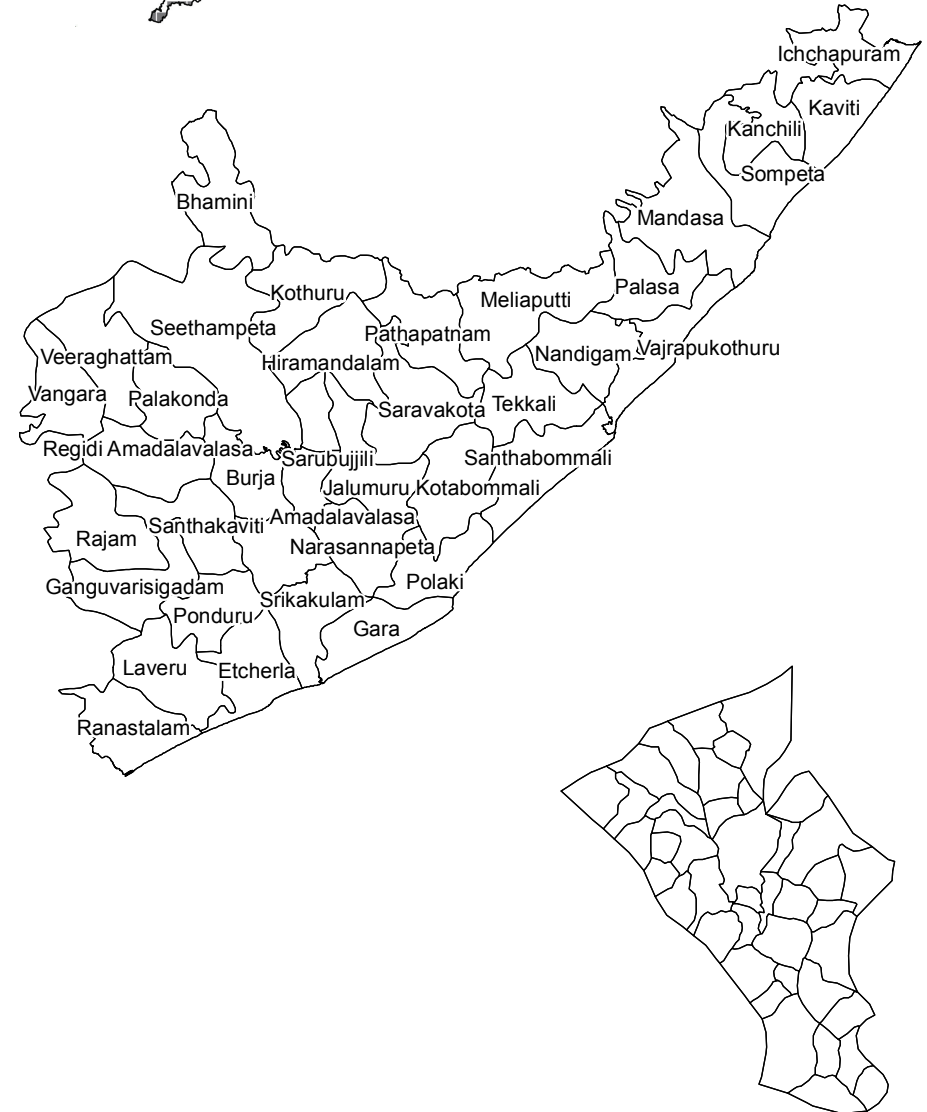 Ichchapuram
Kaviti
Kanchili
Sompeta
Bhamini
Mandasa
Palasa
Kothuru
Meliaputti
Seethampeta
Pathapatnam
Veeraghattam
Hiramandalam
Nandigam
Vajrapukothuru
Vangara
Palakonda
Saravakota
Tekkali
Regidi Amadalavalasa
Sarubujjili
Santhabommali
Burja
Jalumuru
Kotabommali
Santhakaviti
Amadalavalasa
Rajam
Narasannapeta
Ganguvarisigadam
Polaki
Srikakulam
Ponduru
Gara
Laveru
Etcherla
Ranastalam